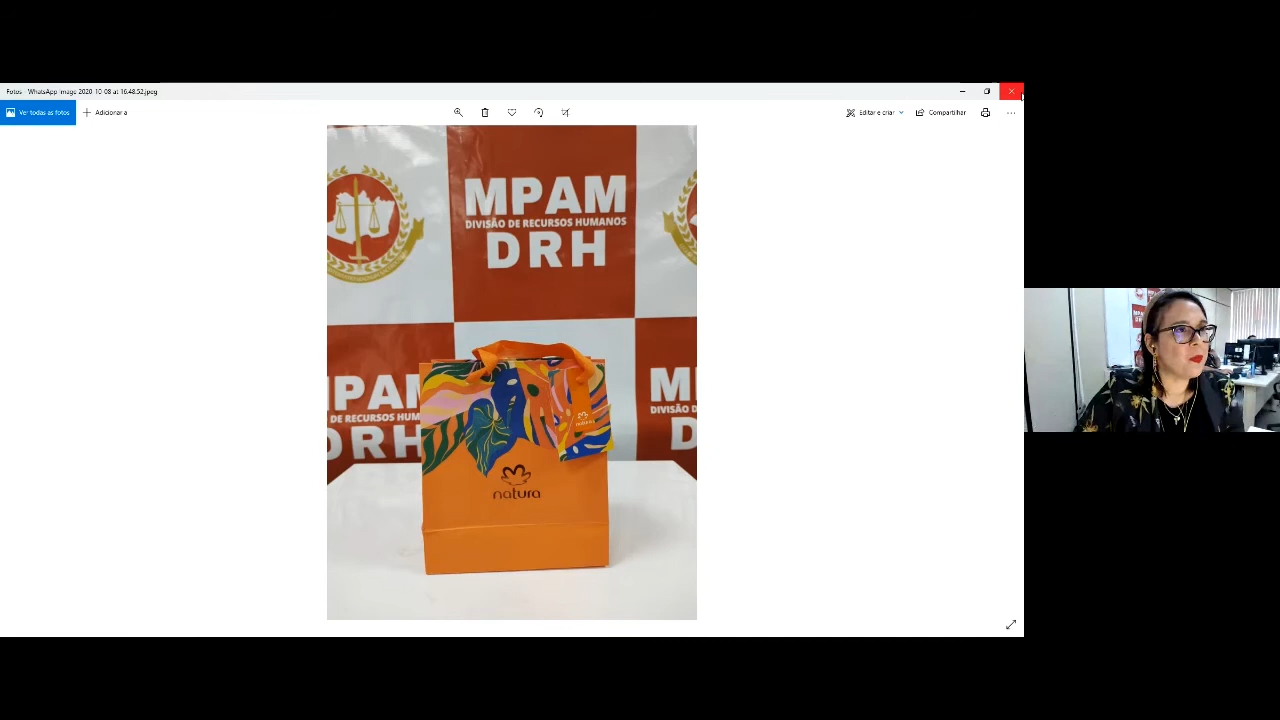 Fotos - WhatsApp Image 2020-10-08 at 16.48.52.jpeg
Ver todas as fotos
Adicionar a
Editar e criar
Compartilhar
MPAM
DIVISÃO DE RECURSOS HUMANOS
DRH
MPAM
DE RECURSOS HUM
DRH
M
DIVISÃO D
D
natura
natura